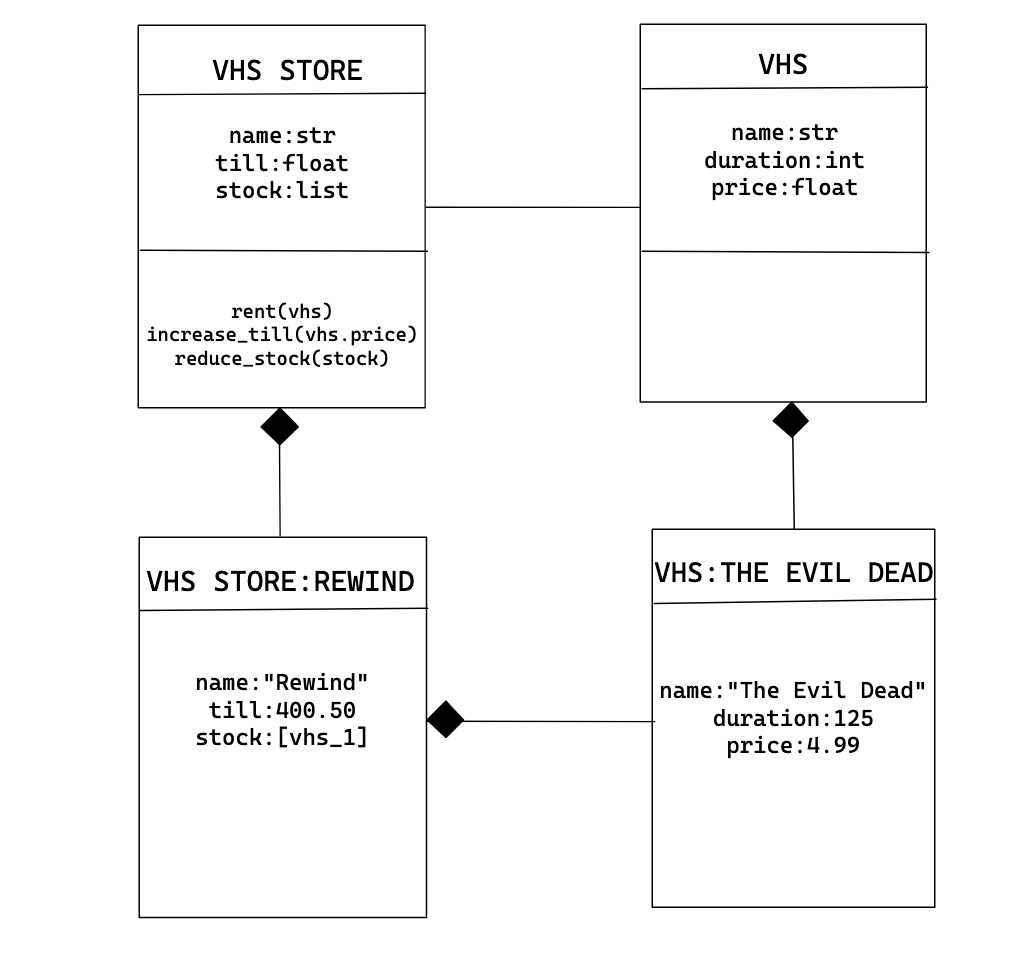 VHS STORE
name:str
till:float
stock:list
rent(vhs)
increase_till(vhs.price)
reduce_stock(stock)
VHS
name:str
duration:int
price:float
VHS STORE:REWIND
name:"Rewind"
till:400.50
stock:[vhs_1]
VHS:THE EVIL DEAD
name:"The Evil Dead"
duration:125
price:4.99